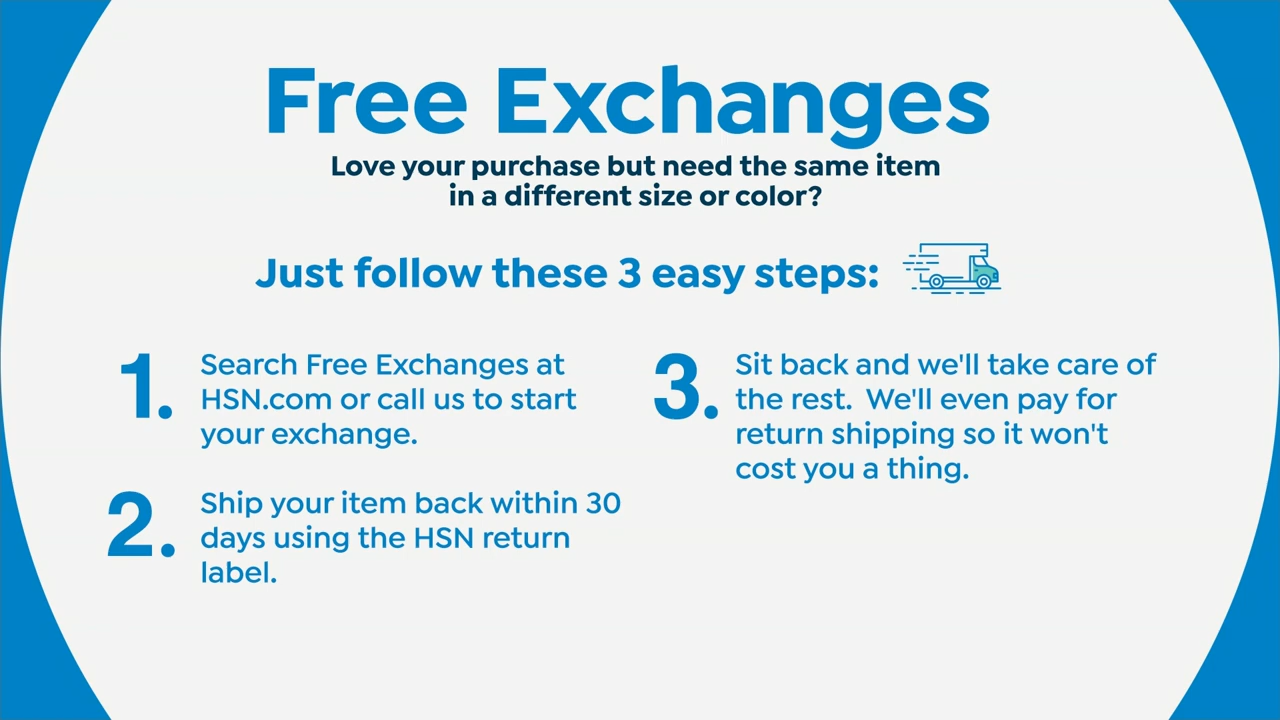 Free Exchanges
Love your purchase but need the same item
in a different size or color?
Just follow these 3 easy steps:
1. Search Free Exchanges at
HSN.com or call us to start
your exchange.
2. Ship your item back within 30
days using the HSN return
label.
3. Sit back and we'll take care of
the rest.  We'll even pay for
return shipping so it won't
cost you a thing.